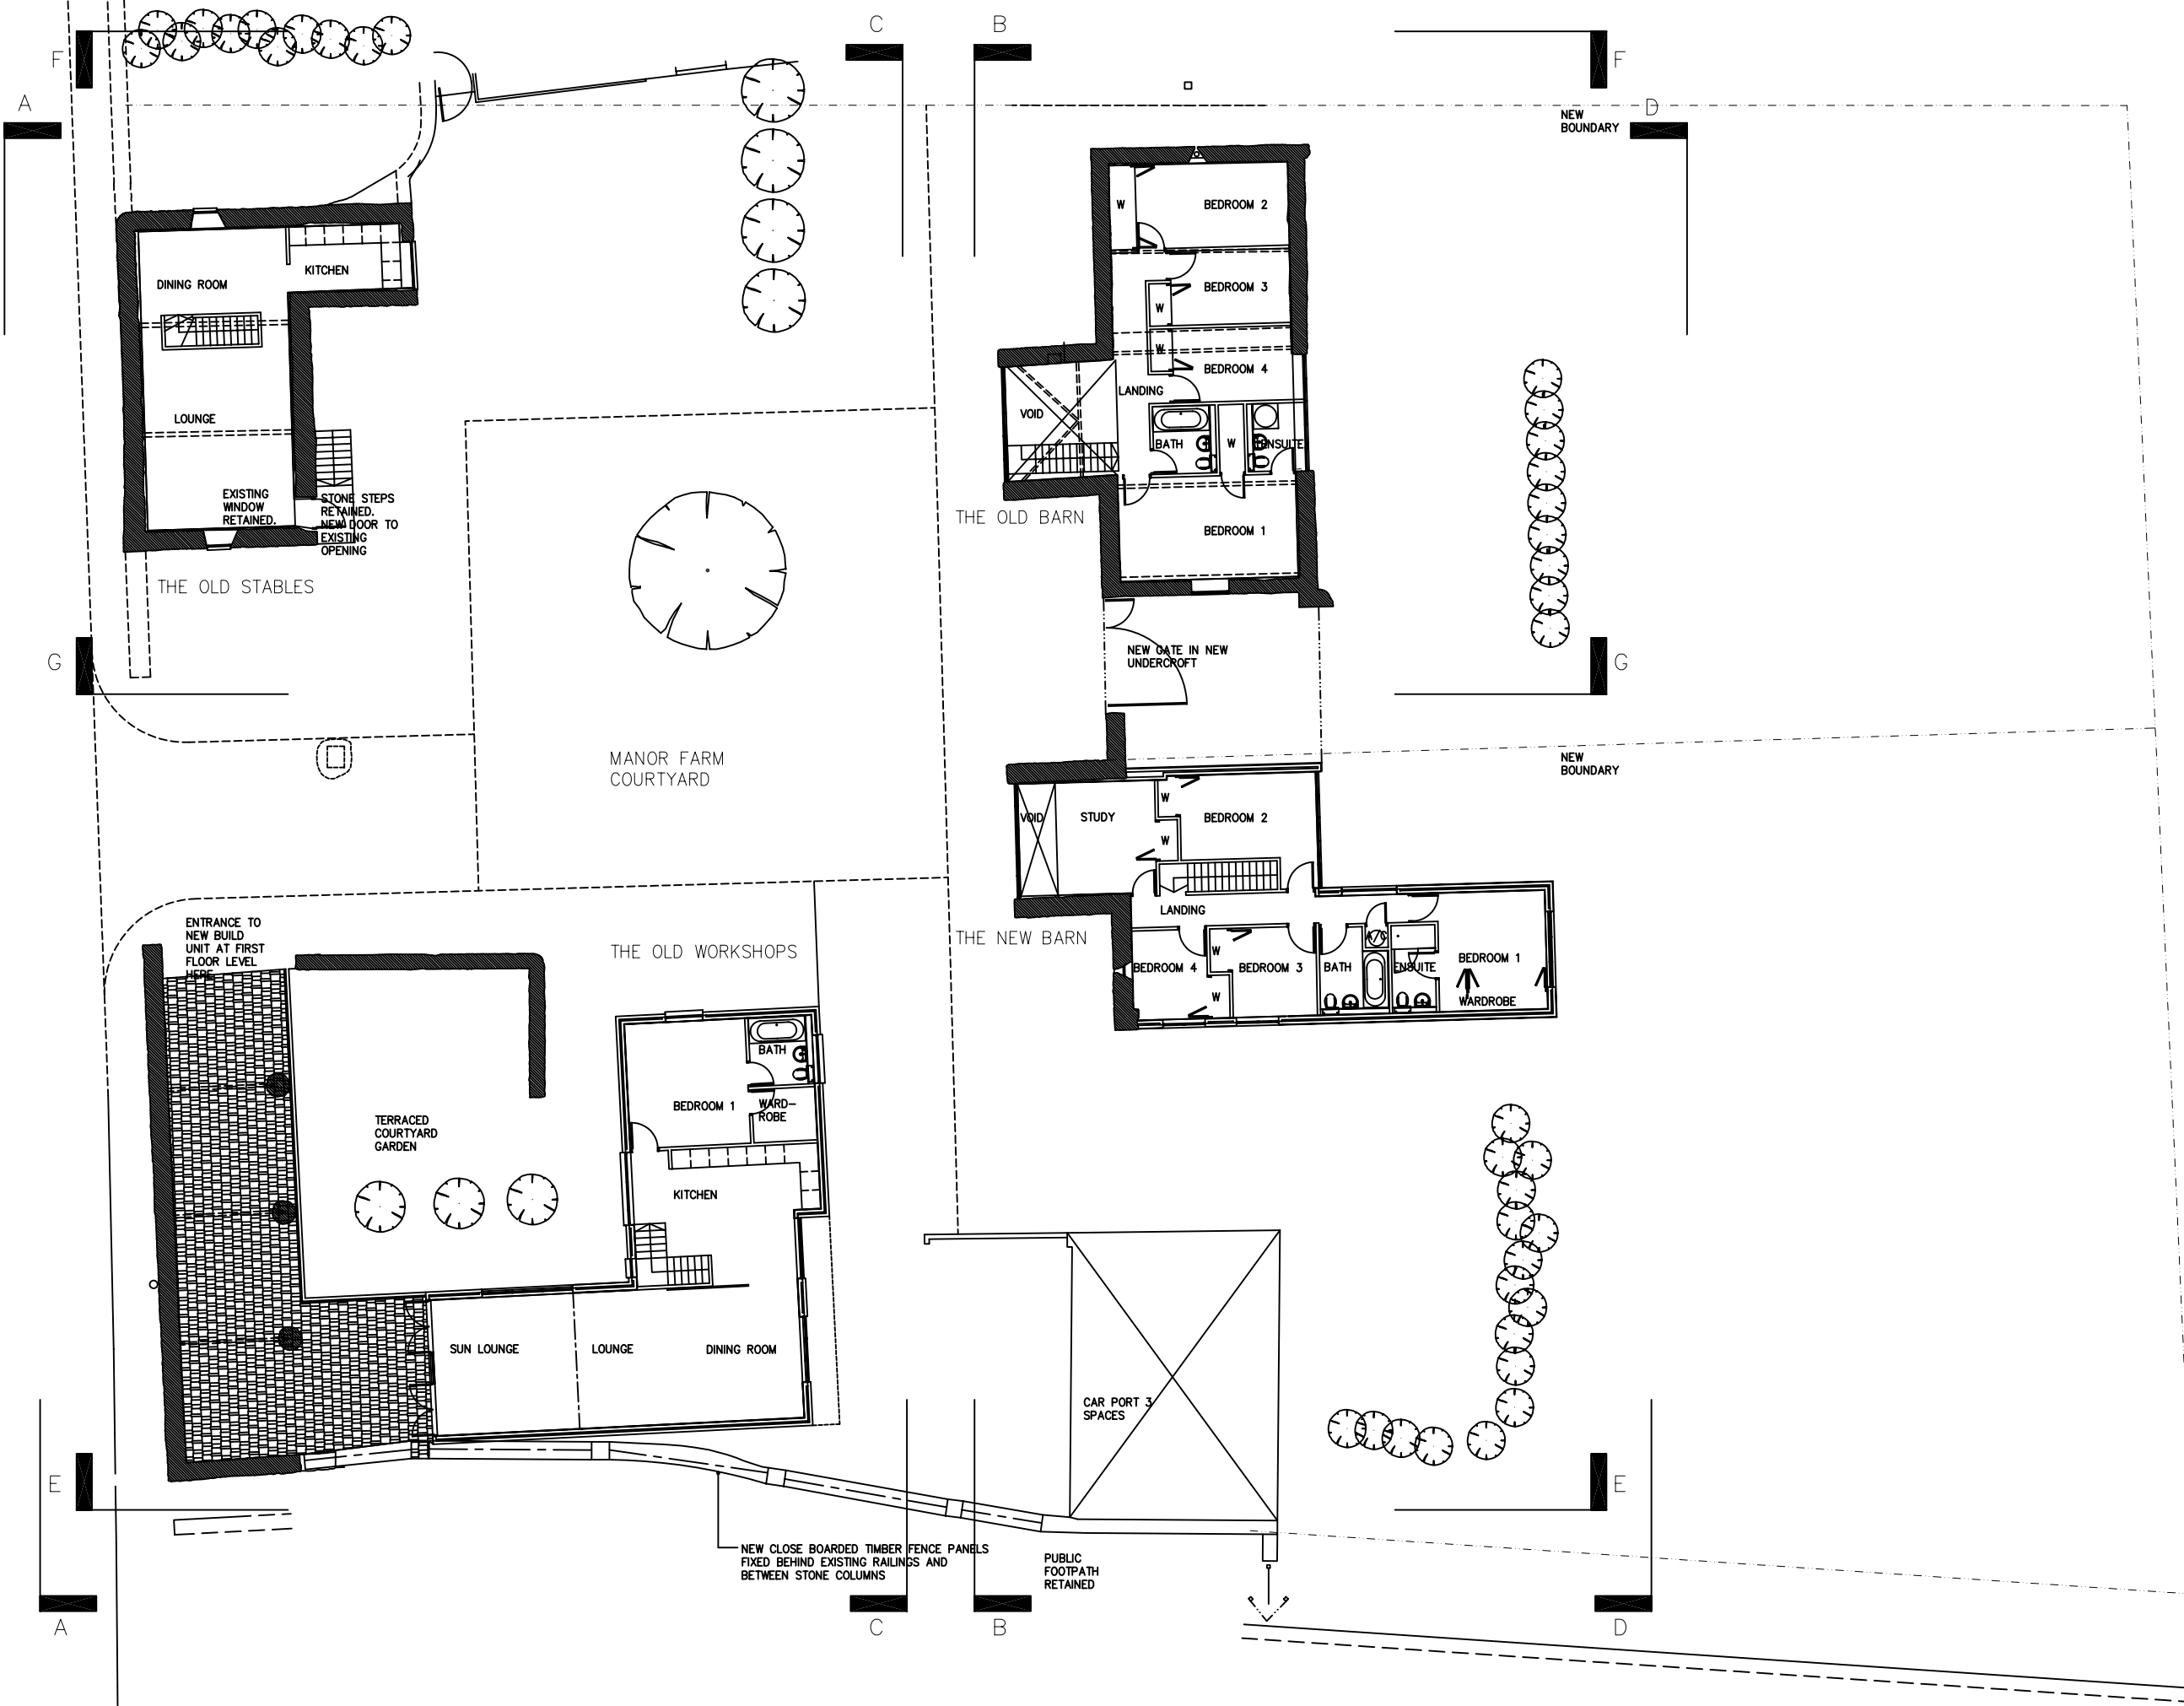 C
B
F
F
A
D
NEW
BOUNDARY
W
BEDROOM 2
KITCHEN
DINING ROOM
BEDROOM 3
W
W
BEDROOM 4
LANDING
VOID
LOUNGE
BATH
W
ENSUITE
EXISTING
WINDOW
RETAINED.
STONE STEPS
RETAINED.
NEW DOOR TO
EXISTING
OPENING
THE OLD BARN
BEDROOM 1
THE OLD STABLES
G
NEW GATE IN NEW
UNDERCROFT
G
MANOR FARM
COURTYARD
NEW
BOUNDARY
W
VOID
STUDY
BEDROOM 2
W
LANDING
ENTRANCE TO
NEW BUILD
UNIT AT FIRST
FLOOR LEVEL
HERE
THE OLD WORKSHOPS
THE NEW BARN
A/C
W
BEDROOM 4
BEDROOM 3
BATH
ENSUITE
BEDROOM 1
W
WARDROBE
BATH
BEDROOM 1
WARD-
ROBE
TERRACED
COURTYARD
GARDEN
KITCHEN
SUN LOUNGE
LOUNGE
DINING ROOM
CAR PORT 3
SPACES
E
E
NEW CLOSE BOARDED TIMBER FENCE PANELS
FIXED BEHIND EXISTING RAILINGS AND
BETWEEN STONE COLUMNS
PUBLIC
FOOTPATH
RETAINED
A
C
B
D